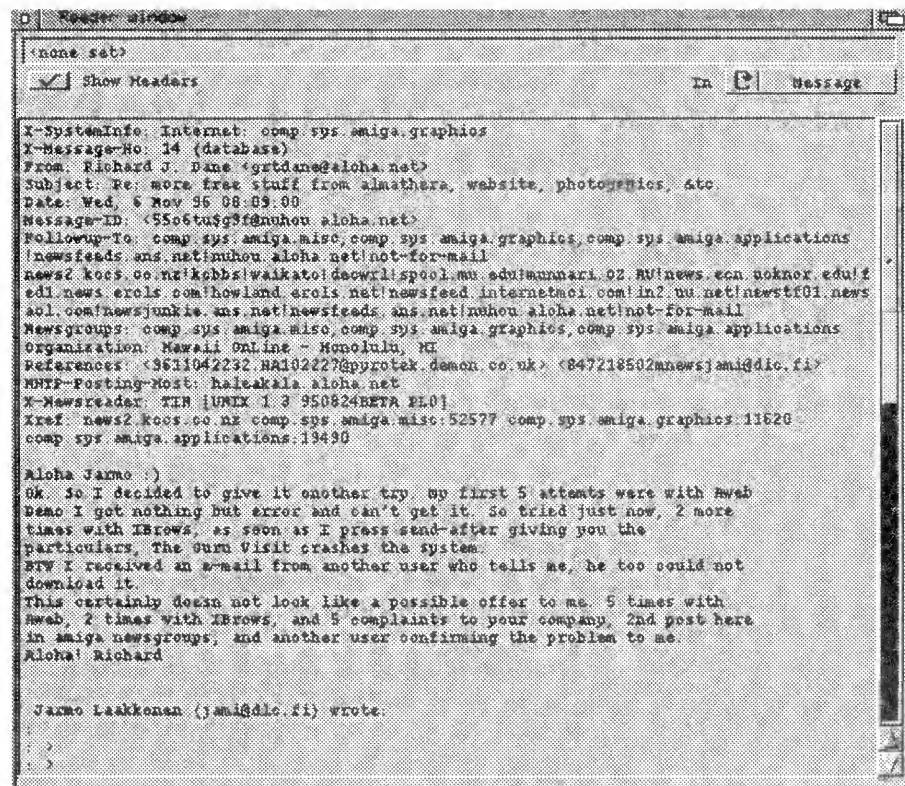 Reader window
<none set>
Show Headers In Message
X-SystemInfo: Internet: comp.sys.amiga.graphics
X-Message-No: 14 (database)
From: Richard J. Dane <grtdane@aloha.net>
Subject: Re: more free stuff from almathera, website, photogenics, &tc.
Date: Wed, 6 Nov 96 08:09:00
Message-ID: <55o6tu$g9f@nuhou.aloha.net>
Followup-To: comp.sys.amiga.misc,comp.sys.amiga.graphics,comp.sys.amiga.applications
!newsfeeds.ans.net!nuhou.aloha.net!not-for-mail
news2.kocs.co.nz!kcbbs!waikato!decwrl!spool.mu.edu!munnari.OZ.AU!news.ecn.uoknor.edu!f
ed1.news.erols.com!howland.erols.net!newsfeed.internetmci.com!in2.uu.net!newstf01.news
aol.com!newsjunkie.ans.net!newsfeeds.ans.net!nuhou.aloha.net!not-for-mail
Newsgroups: comp.sys.amiga.misc,comp.sys.amiga.graphics,comp.sys.amiga.applications
Organization: Hawaii OnLine - Honolulu, HI
References: <9611042232.AA102227@pyrotek.demon.co.uk> <847218502mnewsjami@dlc.fi>
NNTP-Posting-Host: haleakala.aloha.net
X-Newsreader: TIN [UNIX 1.3 950824BETA PL0]
Xref: news2.kocs.co.nz comp.sys.amiga.misc:52577 comp.sys.amiga.graphics:11620
comp.sys.amiga.applications:19490
Aloha Jarmo :)
Ok. So I decided to give it onother try. my first 5 attemts were with Aweb
Demo I got nothing but error and can't get it. So tried just now, 2 more
times with IBrows, as soon as I press send-after giving you the
particuiars, The Guru Visit crashes the system.
BTW I received an e-mail from another user who tells me, he too could not
download it.
This certainly doesn not look like a possible offer to me. 5 times with
Aweb, 2 times with IBrows, and 5 complaints to your company, 2nd post here
in amiga newsgroups, and another user confirming the problem to me.
Aloha! Richard
Jarmo Laakkonen (jami@dlc.fi) wrote:
:
: >
: >